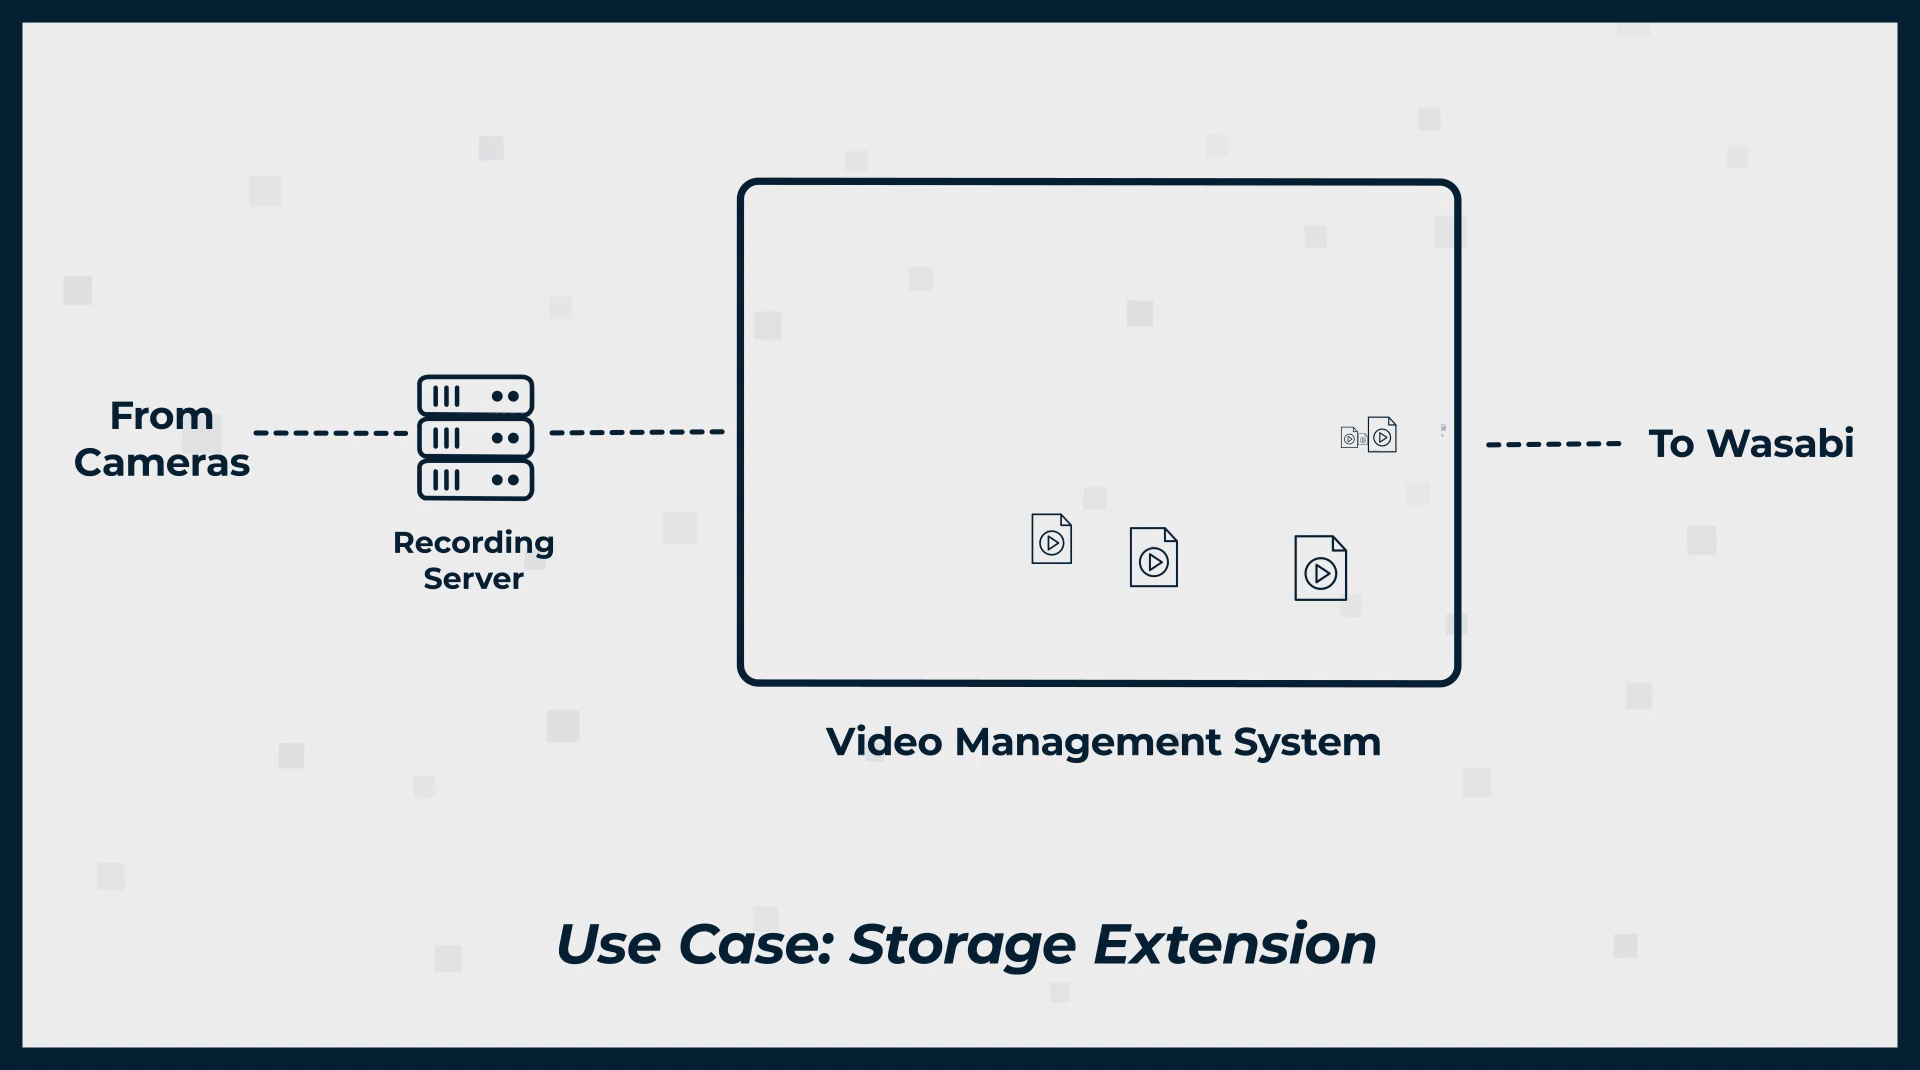 From
Cameras
Recording
Server
Video Management System
To Wasabi
Use Case: Storage Extension